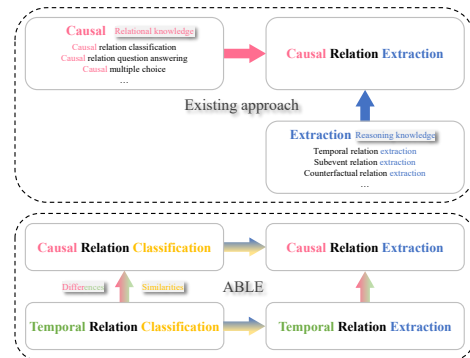 Causal Relational knowledge
Causal relation classification
Causal relation question answering
Causal multiple choice
...
Causal Relation Extraction
Existing approach
Extraction Reasoning knowledge
Temporal relation extraction
Subevent relation extraction
Counterfactual relation extraction
...
Causal Relation Classification
Causal Relation Extraction
Differences
Similarities
ABLE
Temporal Relation Classification
Temporal Relation Extraction